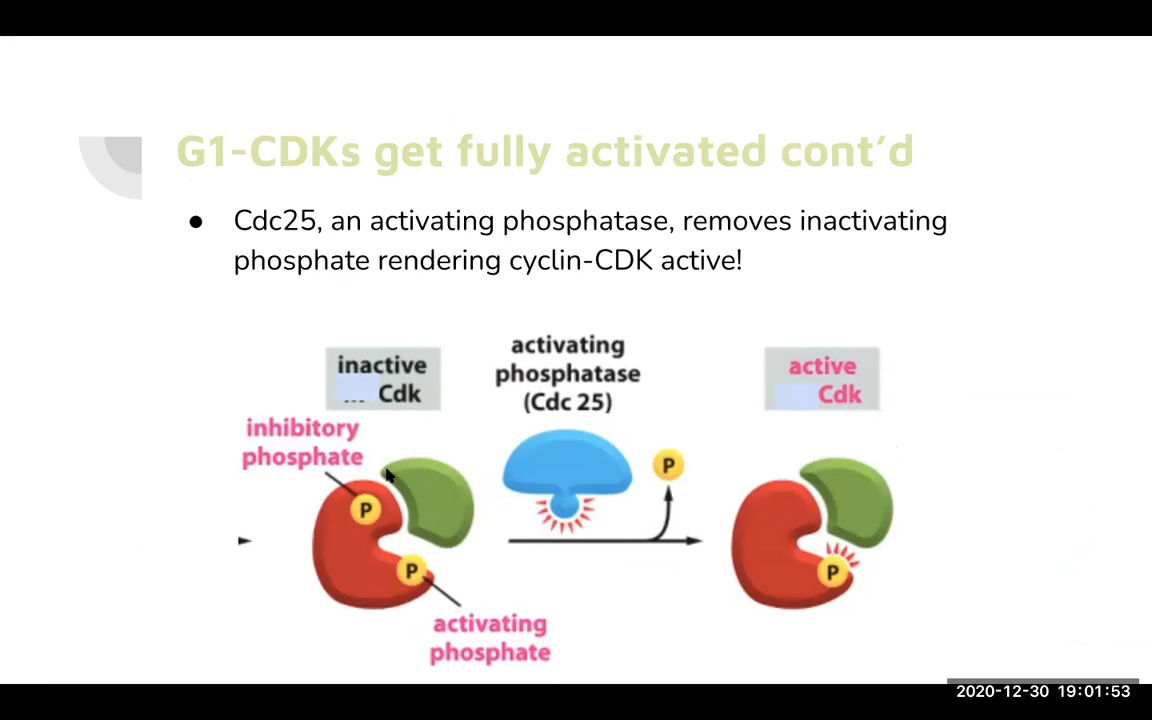 G1-CDKs get fully activated cont’d
● Cdc25, an activating phosphatase, removes inactivating
phosphate rendering cyclin-CDK active!
inactive
... Cdk
activating
phosphatase
(Cdc 25)
active
Cdk
inhibitory
phosphate
P
P
P
P
activating
phosphate
2020-12-30 19:01:53